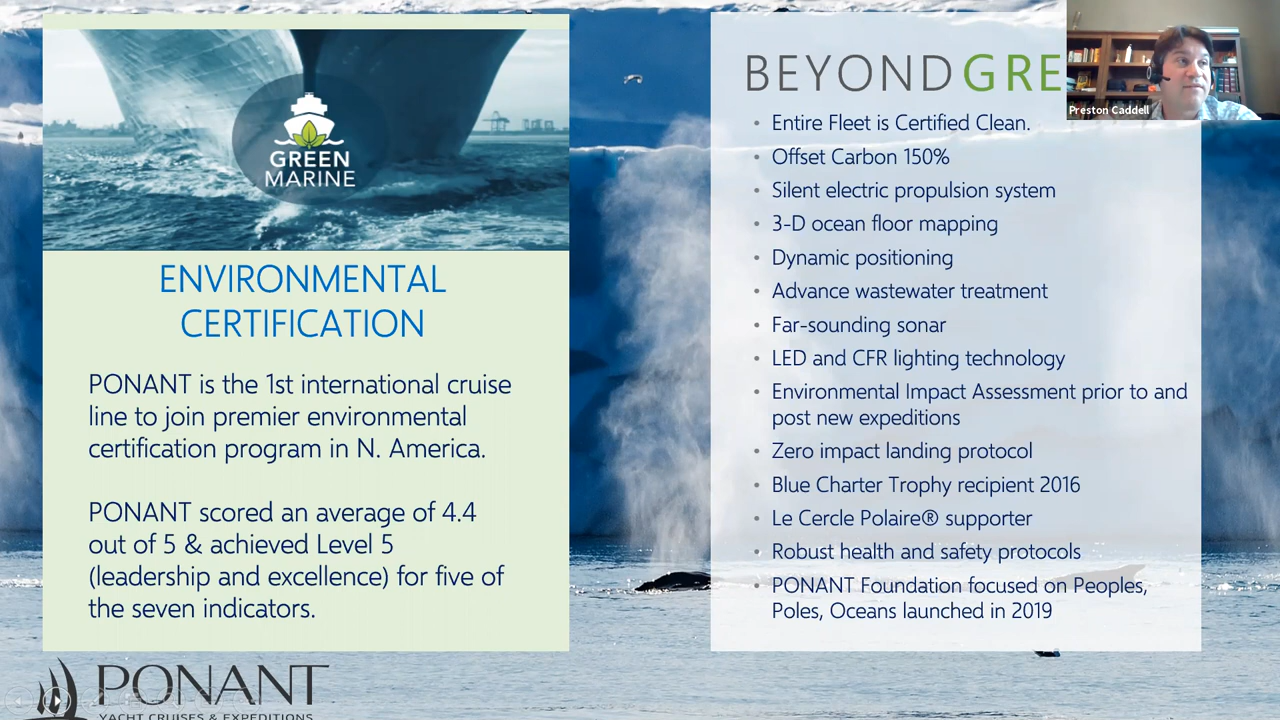 GREEN
MARINE
ENVIRONMENTAL
CERTIFICATION
PONANT is the 1st international cruise
line to join premier environmental
certification program in N. America.
PONANT scored an average of 4.4
out of 5 & achieved Level 5
(leadership and excellence) for five of
the seven indicators.
PONANT
YACHT CRUISES & EXPEDITIONS
BEYOND GRE
Preston Caddell
• Entire Fleet is Certified Clean.
• Offset Carbon 150%
• Silent electric propulsion system
• 3-D ocean floor mapping
• Dynamic positioning
• Advance wastewater treatment
• Far-sounding sonar
• LED and CFR lighting technology
• Environmental Impact Assessment prior to and
post new expeditions
• Zero impact landing protocol
• Blue Charter Trophy recipient 2016
• Le Cercle Polaire® supporter
• Robust health and safety protocols
• PONANT Foundation focused on Peoples,
Poles, Oceans launched in 2019